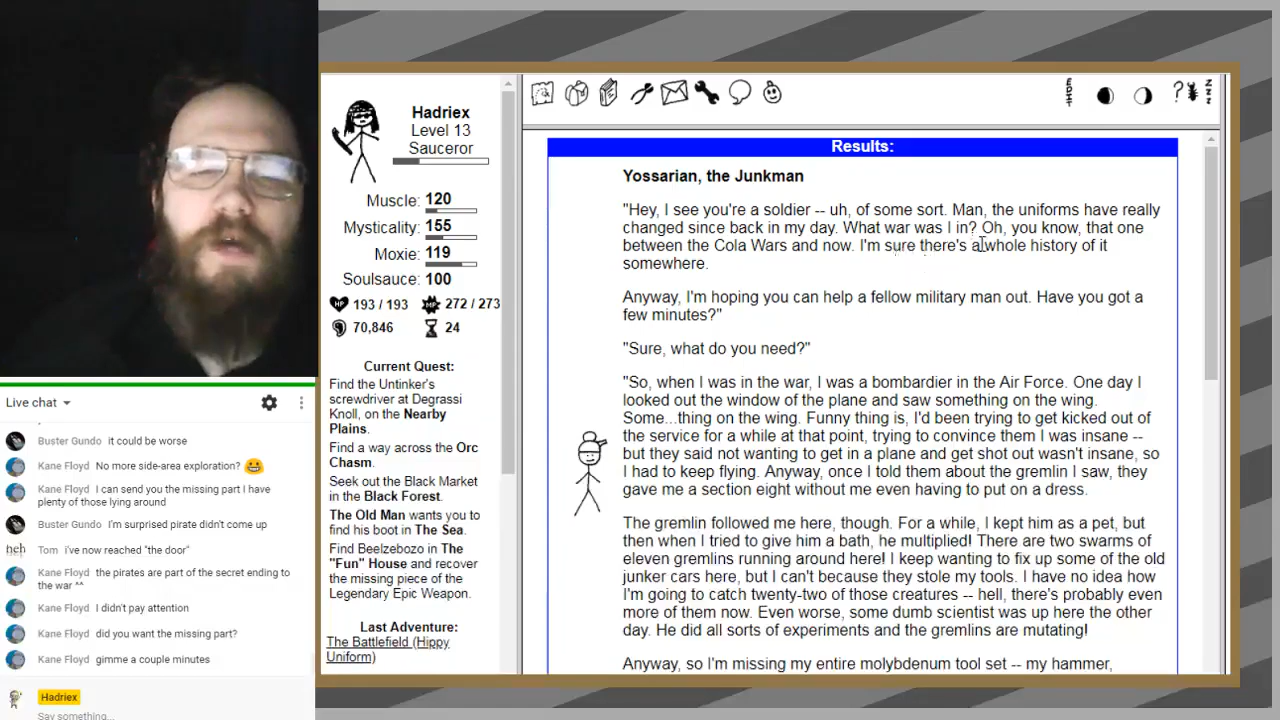 Hadriex
Level 13
Sauceror
Muscle: 120
Mysticality: 155
Moxie: 119
Soulsauce: 100
193 / 193
272 / 273
70,846
24
Current Quest:
Find the Untinker's
screwdriver at Degrassi
Knoll, on the Nearby
Plains.
Find a way across the Orc
Chasm.
Seek out the Black Market
in the Black Forest.
The Old Man wants you to
find his boot in The Sea.
Find Beelzebozo in The
"Fun" House and recover
the missing piece of the
Legendary Epic Weapon.
Last Adventure:
The Battlefield (Hippy
Uniform)
Results:
Yossarian, the Junkman
"Hey, I see you're a soldier -- uh, of some sort. Man, the uniforms have really
changed since back in my day. What war was I in? Oh, you know, that one
between the Cola Wars and now. I'm sure there's a whole history of it
somewhere.
Anyway, I'm hoping you can help a fellow military man out. Have you got a
few minutes?"
"Sure, what do you need?"
"So, when I was in the war, I was a bombardier in the Air Force. One day I
looked out the window of the plane and saw something on the wing.
Some...thing on the wing. Funny thing is, I'd been trying to get kicked out of
the service for a while at that point, trying to convince them I was insane --
but they said not wanting to get in a plane and get shot out wasn't insane, so
I had to keep flying. Anyway, once I told them about the gremlin I saw, they
gave me a section eight without me even having to put on a dress.
The gremlin followed me here, though. For a while, I kept him as a pet, but
then when I tried to give him a bath, he multiplied! There are two swarms of
eleven gremlins running around here! I keep wanting to fix up some of the old
junker cars here, but I can't because they stole my tools. I have no idea how
I'm going to catch twenty-two of those creatures -- hell, there's probably even
more of them now. Even worse, some dumb scientist was up here the other
day. He did all sorts of experiments and the gremlins are mutating!
Anyway, so I'm missing my entire molybdenum tool set -- my hammer,
Live chat
Buster Gundo it could be worse
Kane Floyd No more side-area exploration?
Kane Floyd I can send you the missing part I have
plenty of those lying around
Buster Gundo I'm surprised pirate didn't come up
heh Tom i've now reached "the door"
Kane Floyd the pirates are part of the secret ending to
the war ^^
Kane Floyd I didn't pay attention
Kane Floyd did you want the missing part?
Kane Floyd gimme a couple minutes
Hadriex
Say something...